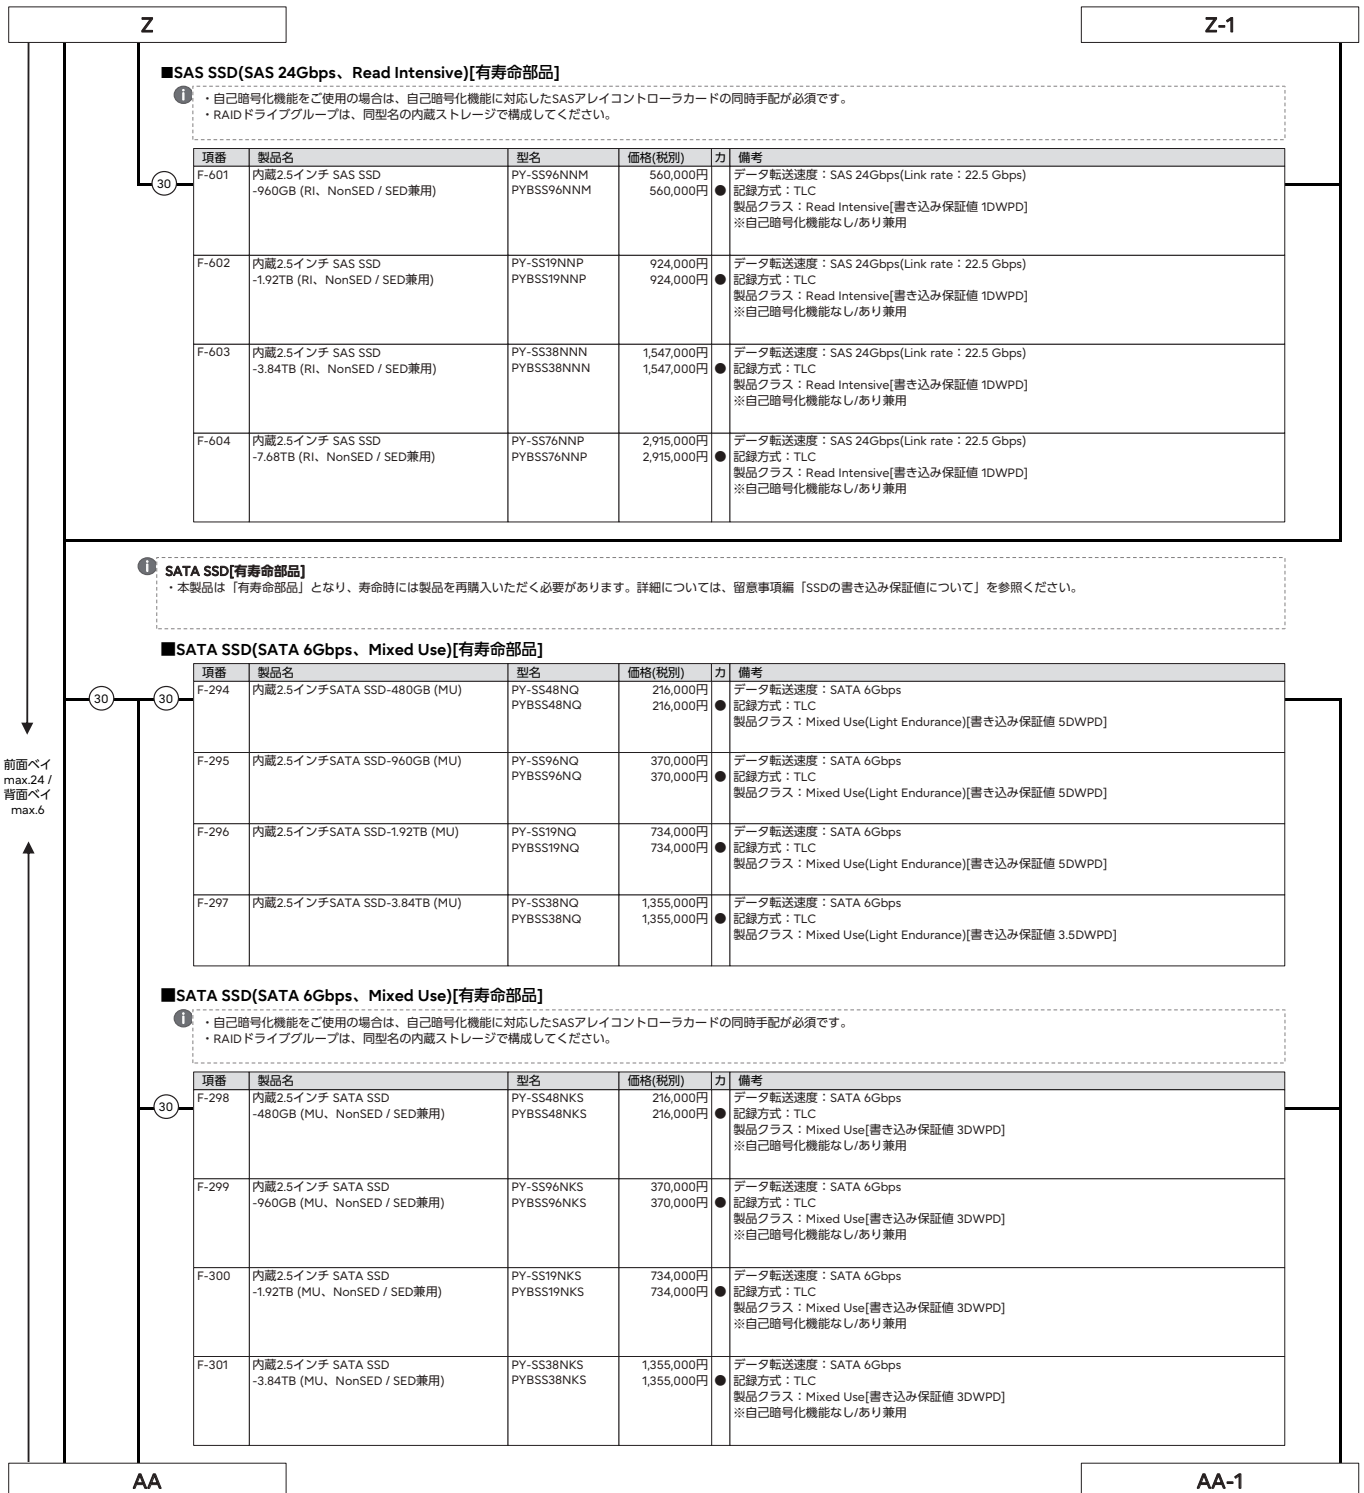 Z
Z-1
■SAS SSD(SAS 24Gbps、Read Intensive)[有寿命部品]
・自己暗号化機能をご使用の場合は、自己暗号化機能に対応したSASアレイコントローラカードの同時手配が必須です。
・RAIDドライブグループは、同型名の内蔵ストレージで構成してください。
項番 製品名 型名 価格(税別) カ 備考
30
F-601 内蔵2.5インチ SAS SSD PY-SS96NNM 560,000円 データ転送速度：SAS 24Gbps(Link rate：22.5 Gbps)
-960GB (RI、NonSED / SED兼用) PYBSS96NNM 560,000円 ● 記録方式：TLC
製品クラス：Read Intensive[書き込み保証値 1DWPD]
※自己暗号化機能なし/あり兼用
F-602 内蔵2.5インチ SAS SSD PY-SS19NNP 924,000円 データ転送速度：SAS 24Gbps(Link rate：22.5 Gbps)
-1.92TB (RI、NonSED / SED兼用) PYBSS19NNP 924,000円 ● 記録方式：TLC
製品クラス：Read Intensive[書き込み保証値 1DWPD]
※自己暗号化機能なし/あり兼用
F-603 内蔵2.5インチ SAS SSD PY-SS38NNN 1,547,000円 データ転送速度：SAS 24Gbps(Link rate：22.5 Gbps)
-3.84TB (RI、NonSED / SED兼用) PYBSS38NNN 1,547,000円 ● 記録方式：TLC
製品クラス：Read Intensive[書き込み保証値 1DWPD]
※自己暗号化機能なし/あり兼用
F-604 内蔵2.5インチ SAS SSD PY-SS76NNP 2,915,000円 データ転送速度：SAS 24Gbps(Link rate：22.5 Gbps)
-7.68TB (RI、NonSED / SED兼用) PYBSS76NNP 2,915,000円 ● 記録方式：TLC
製品クラス：Read Intensive[書き込み保証値 1DWPD]
※自己暗号化機能なし/あり兼用
SATA SSD[有寿命部品]
・本製品は「有寿命部品」となり、寿命時には製品を再購入いただく必要があります。詳細については、留意事項編「SSDの書き込み保証値について」を参照ください。
■SATA SSD(SATA 6Gbps、Mixed Use)[有寿命部品]
項番 製品名 型名 価格(税別) カ 備考
30 30
F-294 内蔵2.5インチSATA SSD-480GB (MU) PY-SS48NQ 216,000円 データ転送速度：SATA 6Gbps
PYBSS48NQ 216,000円 ● 記録方式：TLC
製品クラス：Mixed Use(Light Endurance)[書き込み保証値 5DWPD]
F-295 内蔵2.5インチSATA SSD-960GB (MU) PY-SS96NQ 370,000円 データ転送速度：SATA 6Gbps
PYBSS96NQ 370,000円 ● 記録方式：TLC
製品クラス：Mixed Use(Light Endurance)[書き込み保証値 5DWPD]
前面ベイ
max.24 /
背面ベイ
max.6
F-296 内蔵2.5インチSATA SSD-1.92TB (MU) PY-SS19NQ 734,000円 データ転送速度：SATA 6Gbps
PYBSS19NQ 734,000円 ● 記録方式：TLC
製品クラス：Mixed Use(Light Endurance)[書き込み保証値 5DWPD]
F-297 内蔵2.5インチSATA SSD-3.84TB (MU) PY-SS38NQ 1,355,000円 データ転送速度：SATA 6Gbps
PYBSS38NQ 1,355,000円 ● 記録方式：TLC
製品クラス：Mixed Use(Light Endurance)[書き込み保証値 3.5DWPD]
■SATA SSD(SATA 6Gbps、Mixed Use)[有寿命部品]
・自己暗号化機能をご使用の場合は、自己暗号化機能に対応したSASアレイコントローラカードの同時手配が必須です。
・RAIDドライブグループは、同型名の内蔵ストレージで構成してください。
項番 製品名 型名 価格(税別) カ 備考
30
F-298 内蔵2.5インチ SATA SSD PY-SS48NKS 216,000円 データ転送速度：SATA 6Gbps
-480GB (MU、NonSED / SED兼用) PYBSS48NKS 216,000円 ● 記録方式：TLC
製品クラス：Mixed Use[書き込み保証値 3DWPD]
※自己暗号化機能なし/あり兼用
F-299 内蔵2.5インチ SATA SSD PY-SS96NKS 370,000円 データ転送速度：SATA 6Gbps
-960GB (MU、NonSED / SED兼用) PYBSS96NKS 370,000円 ● 記録方式：TLC
製品クラス：Mixed Use[書き込み保証値 3DWPD]
※自己暗号化機能なし/あり兼用
F-300 内蔵2.5インチ SATA SSD PY-SS19NKS 734,000円 データ転送速度：SATA 6Gbps
-1.92TB (MU、NonSED / SED兼用) PYBSS19NKS 734,000円 ● 記録方式：TLC
製品クラス：Mixed Use[書き込み保証値 3DWPD]
※自己暗号化機能なし/あり兼用
F-301 内蔵2.5インチ SATA SSD PY-SS38NKS 1,355,000円 データ転送速度：SATA 6Gbps
-3.84TB (MU、NonSED / SED兼用) PYBSS38NKS 1,355,000円 ● 記録方式：TLC
製品クラス：Mixed Use[書き込み保証値 3DWPD]
※自己暗号化機能なし/あり兼用
AA
AA-1